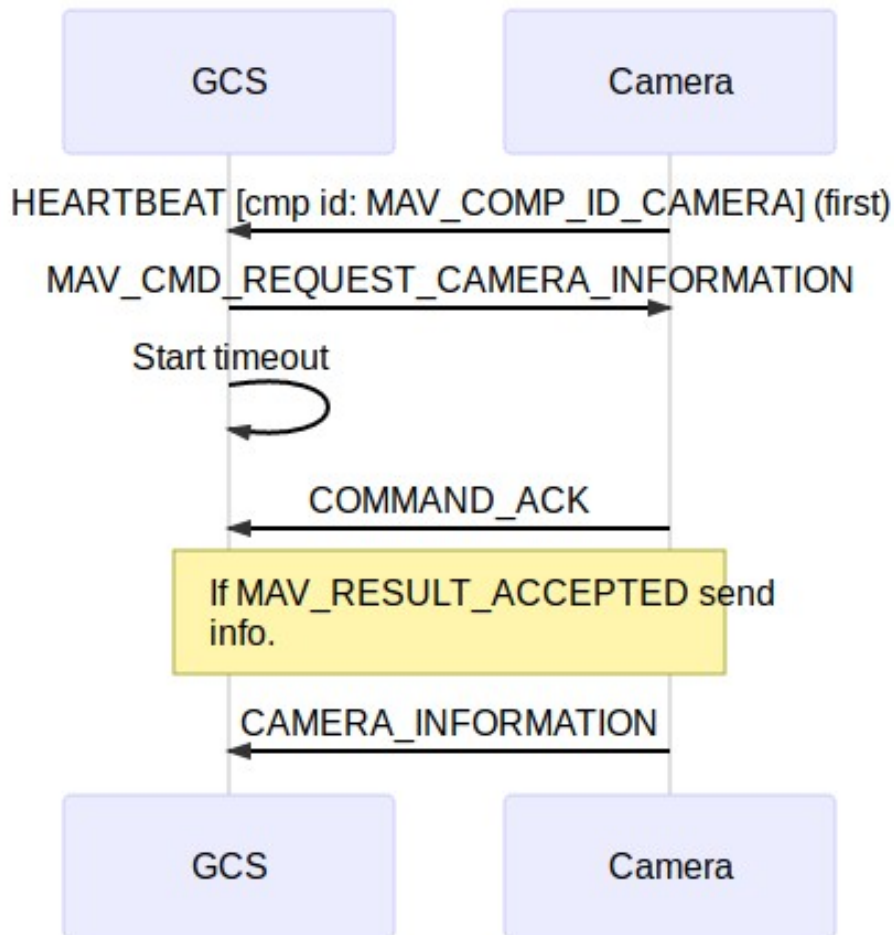 GCS
Camera
HEARTBEAT [cmp id: MAV_COMP_ID_CAMERA] (first)
MAV_CMD_REQUEST_CAMERA_INFORMATION
Start timeout
COMMAND_ACK
If MAV_RESULT_ACCEPTED send
info.
CAMERA_INFORMATION
GCS
Camera